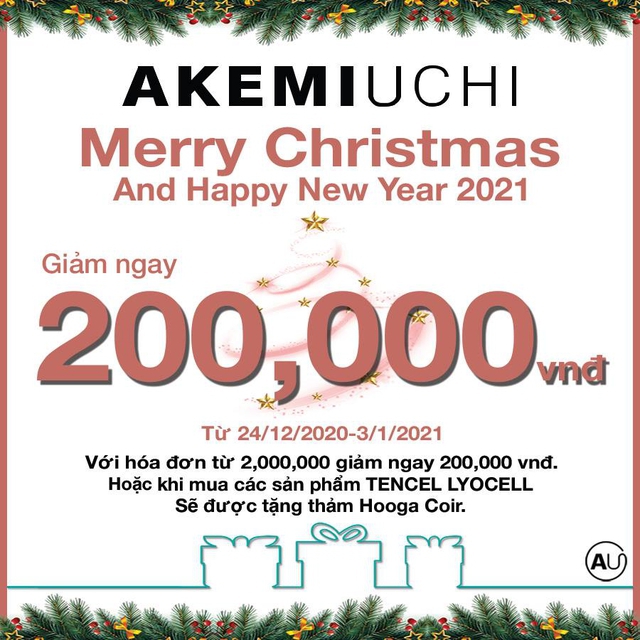 AKEMIUCHI
Merry Christmas
And Happy New Year 2021
Giảm ngay
200,000 vnđ
Từ 24/12/2020-3/1/2021
Với hóa đơn từ 2,000,000 giảm ngay 200,000 vnđ.
Hoặc khi mua các sản phẩm TENCEL LYOCELL
Sẽ được tặng thảm Hooga Coir.
AU